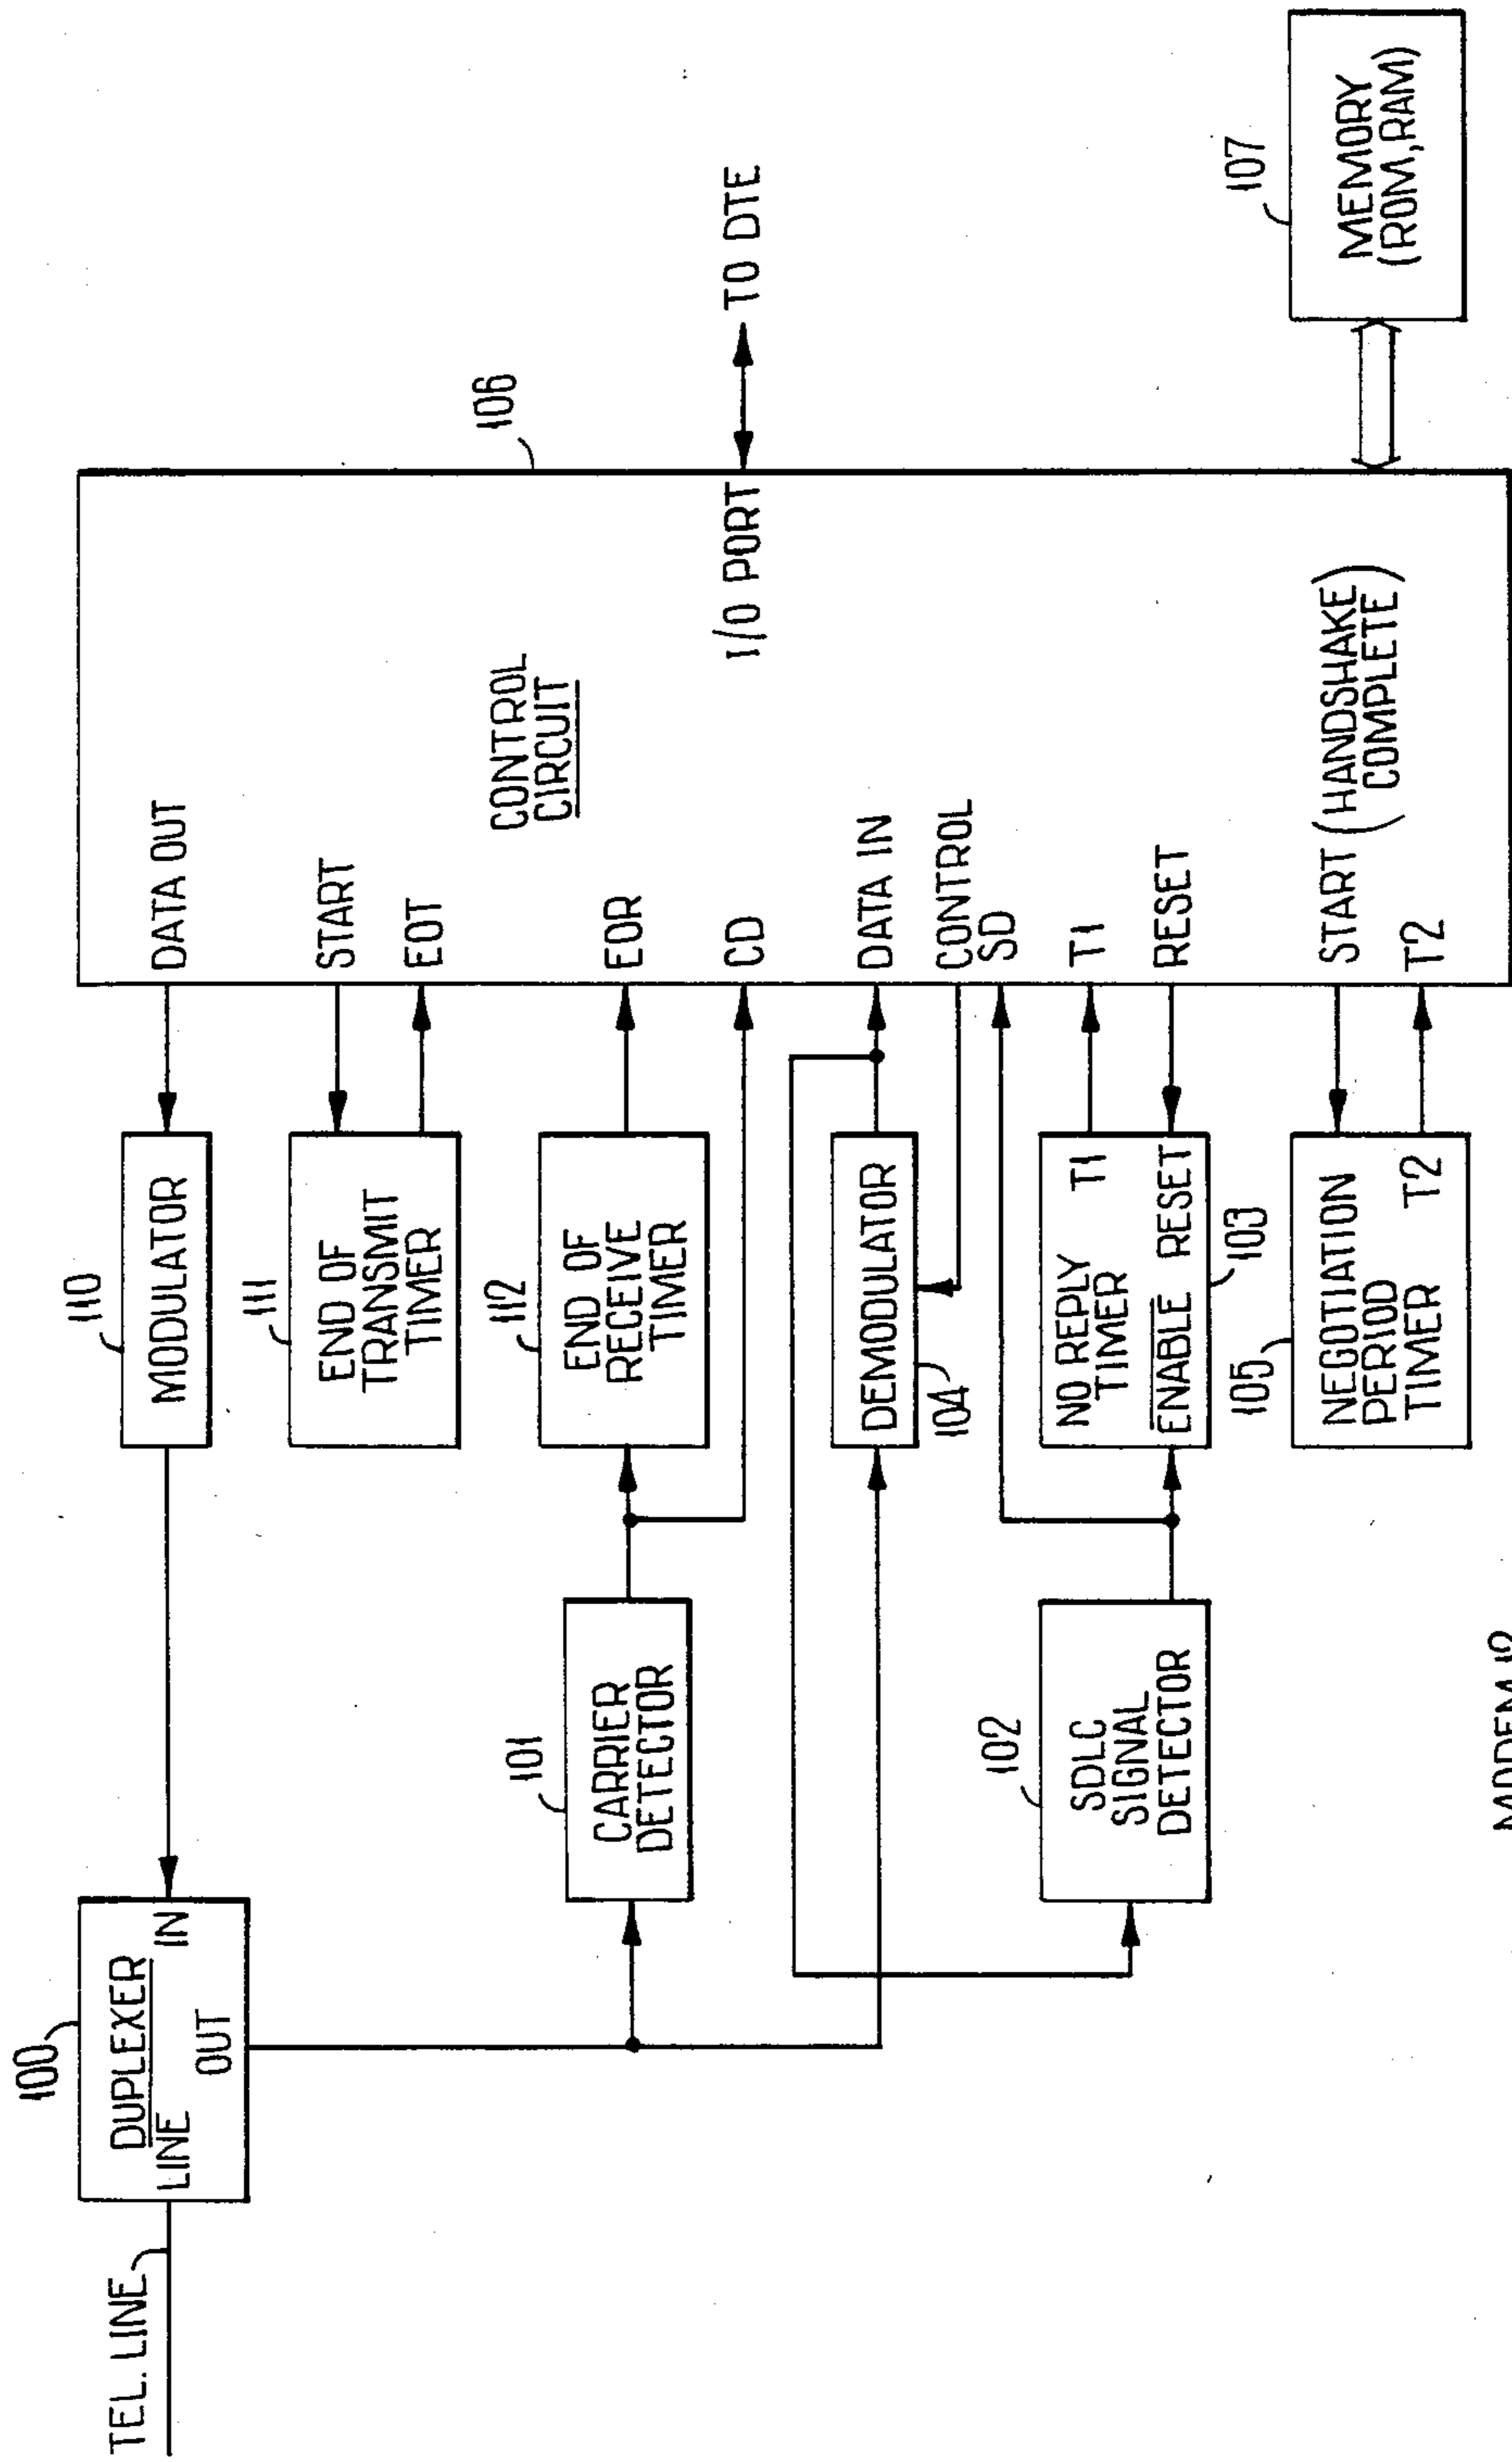 TEL. LINE
100
DUPLEXER
LINE
IN
OUT
110
MODULATOR
DATA OUT
111
END OF
TRANSMIT
TIMER
START
EOT
101
CARRIER
DETECTOR
112
END OF
RECEIVE
TIMER
EOR
CD
DEMODULATOR
104
DATA IN
CONTROL
SD
102
SDLC
SIGNAL
DETECTOR
NO REPLY
TIMER
T1
ENABLE
RESET
103
T1
RESET
105
NEGOTIATION
PERIOD
TIMER
T2
START (HANDSHAKE
COMPLETE)
T2
CONTROL
CIRCUIT
106
I/O PORT
TO DTE
107
MEMORY
(ROM,RAM)
MODEM 12